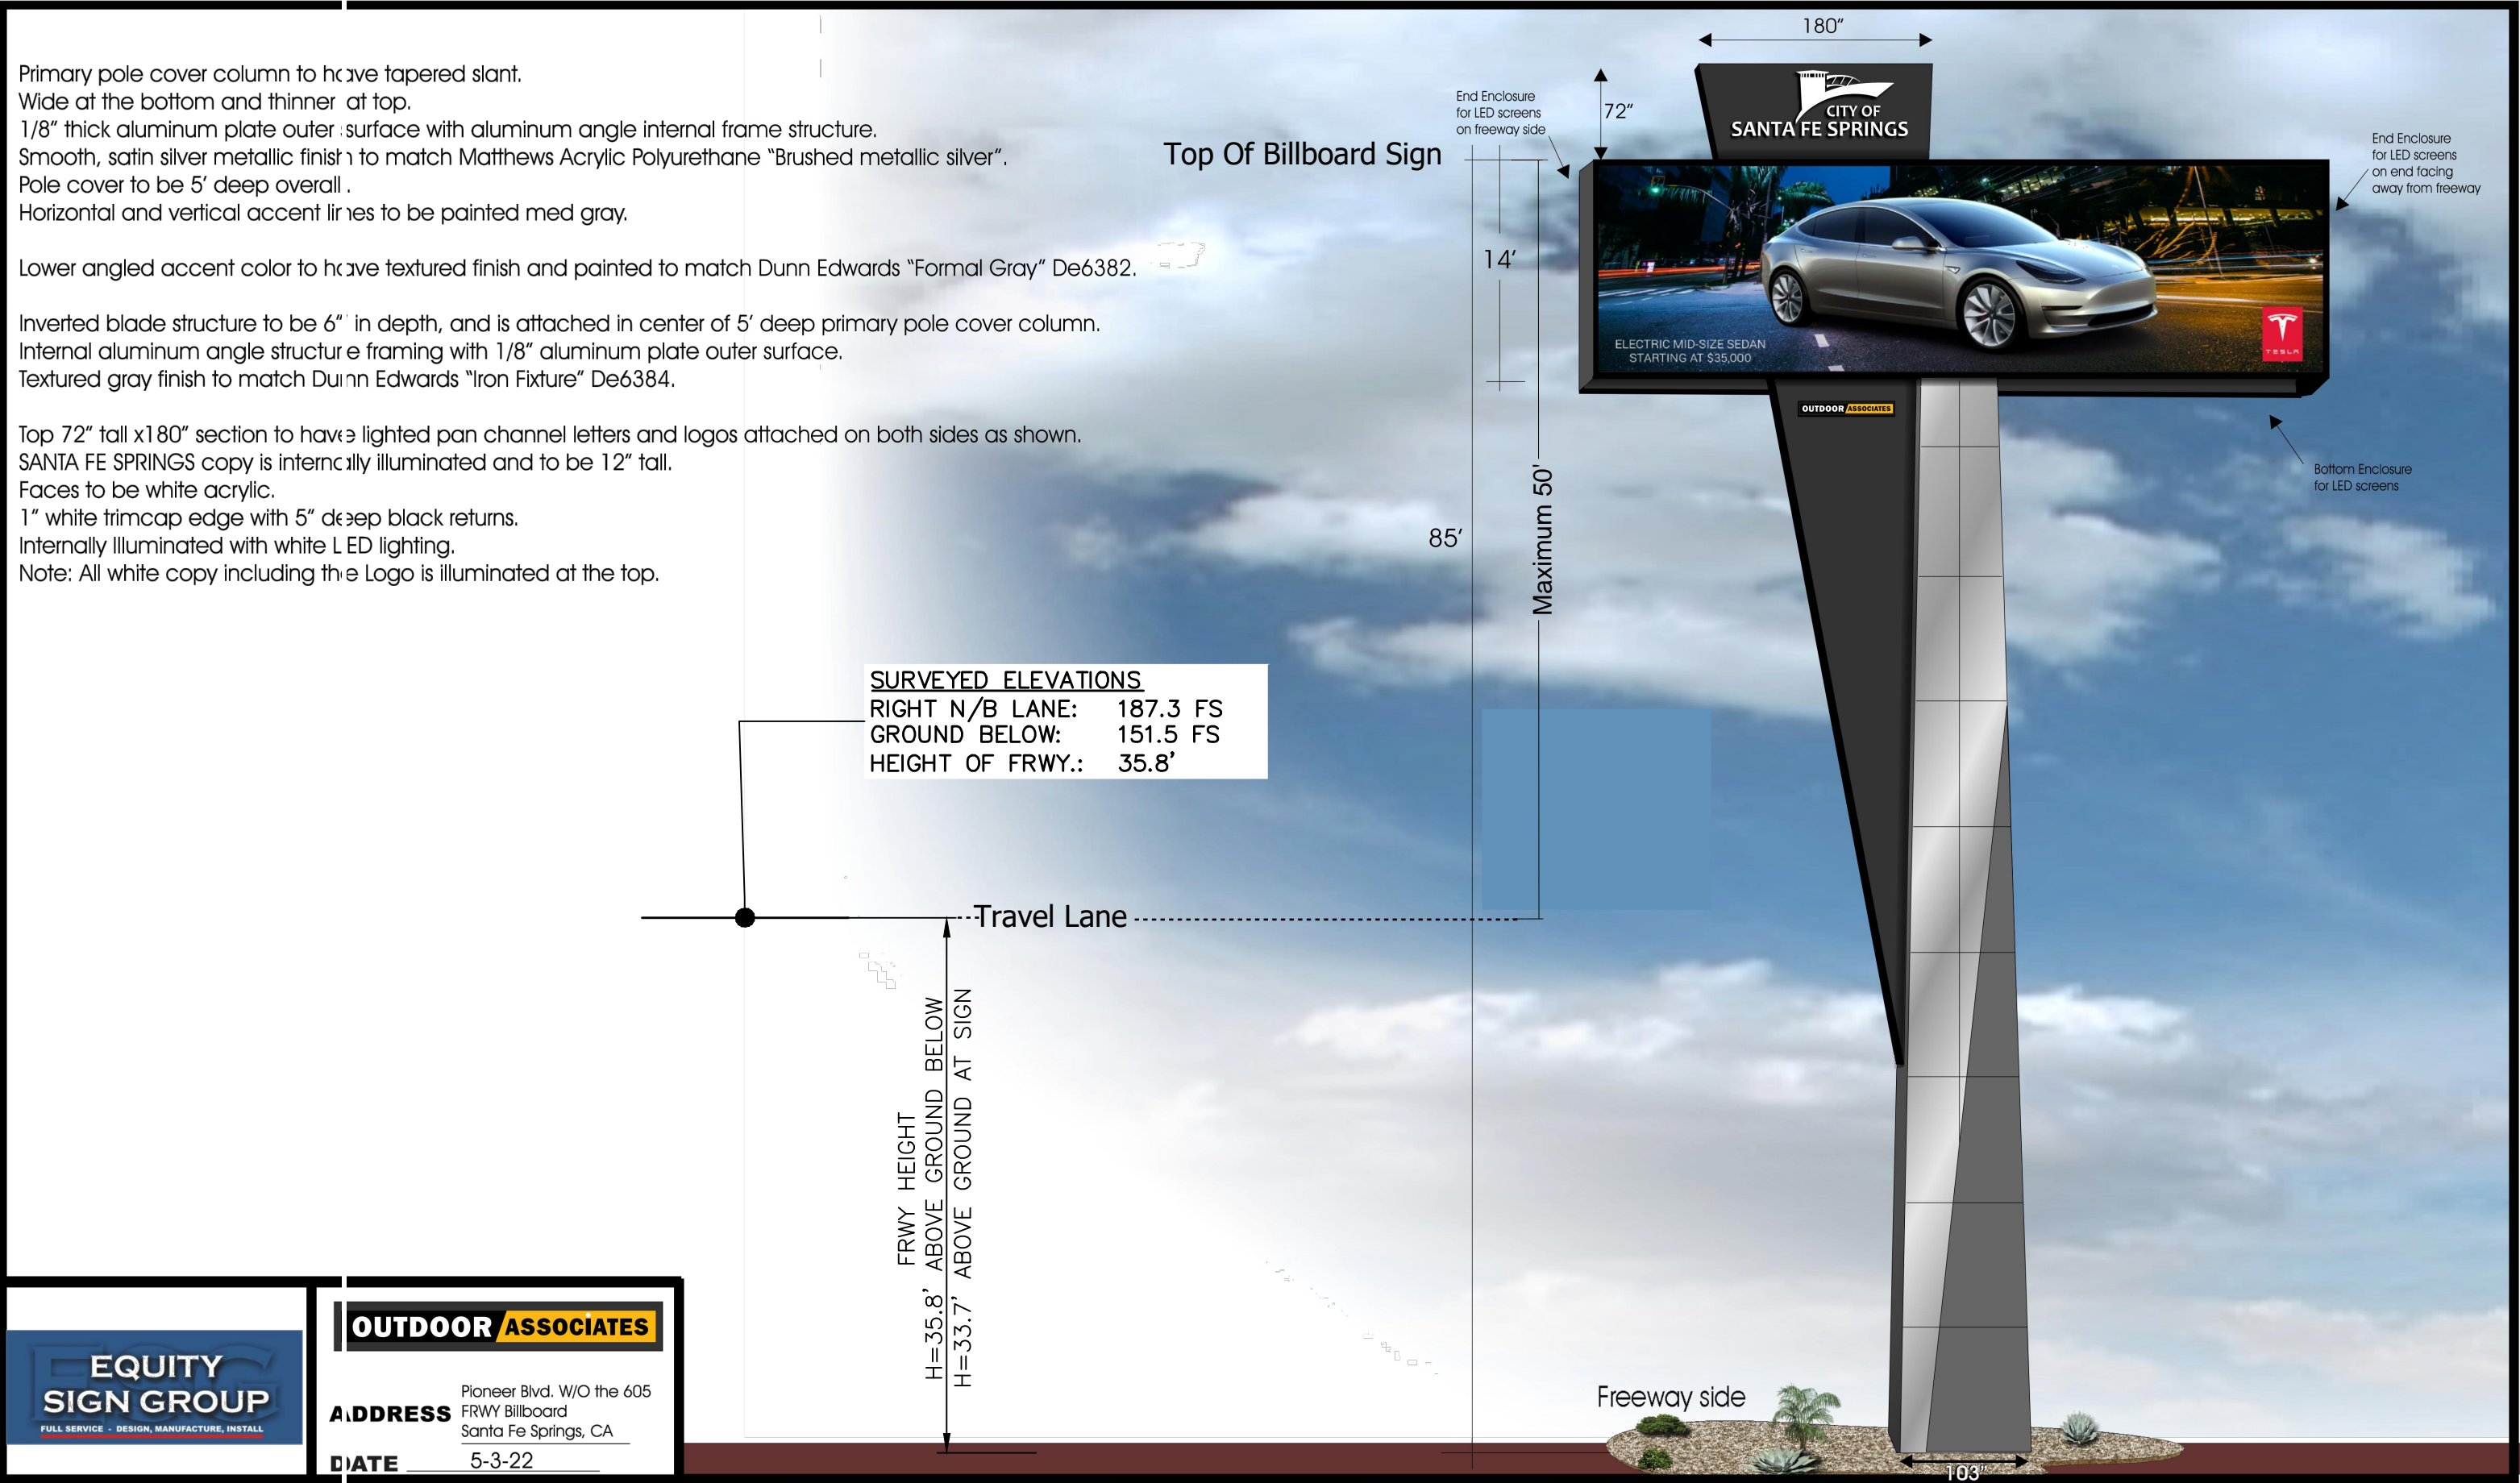 Primary pole cover column to have tapered slant.
Wide at the bottom and thinner at top.
1/8” thick aluminum plate outer surface with aluminum angle internal frame structure.
Smooth, satin silver metallic finish to match Matthews Acrylic Polyurethane “Brushed metallic silver”.
Pole cover to be 5’ deep overall.
Horizontal and vertical accent lines to be painted med gray.
Lower angled accent color to have textured finish and painted to match Dunn Edwards “Formal Gray” De6382.
Inverted blade structure to be 6” in depth, and is attached in center of 5’ deep primary pole cover column.
Internal aluminum angle structure framing with 1/8” aluminum plate outer surface.
Textured gray finish to match Dunn Edwards “Iron Fixture” De6384.
Top 72” tall x180” section to have lighted pan channel letters and logos attached on both sides as shown.
SANTA FE SPRINGS copy is internally illuminated and to be 12” tall.
Faces to be white acrylic.
1” white trimcap edge with 5” deep black returns.
Internally Illuminated with white LED lighting.
Note: All white copy including the Logo is illuminated at the top.
180”
72”
End Enclosure
for LED screens
on freeway side
Top Of Billboard Sign
CITY OF
SANTA FE SPRINGS
End Enclosure
for LED screens
on end facing
away from freeway
14’
ELECTRIC MID-SIZE SEDAN
STARTING AT $35,000
TESLA
OUTDOOR ASSOCIATES
Bottom Enclosure
for LED screens
85’
Maximum 50'
SURVEYED ELEVATIONS
RIGHT N/B LANE: 187.3 FS
GROUND BELOW: 151.5 FS
HEIGHT OF FRWY.: 35.8’
Travel Lane
FRWY HEIGHT
H=35.8’ ABOVE GROUND BELOW
H=33.7’ ABOVE GROUND AT SIGN
Freeway side
103”
ESG
EQUITY
SIGN GROUP
FULL SERVICE - DESIGN, MANUFACTURE, INSTALL
OUTDOOR ASSOCIATES
ADDRESS Pioneer Blvd. W/O the 605
FRWY Billboard
Santa Fe Springs, CA
DATE 5-3-22